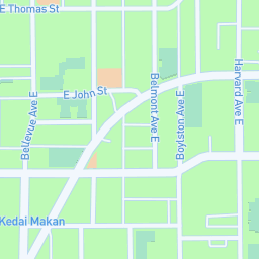 E Thomas St
E John St
Bellevue Ave E
Belmont Ave E
Boylston Ave E
Harvard Ave E
Kedai Makan